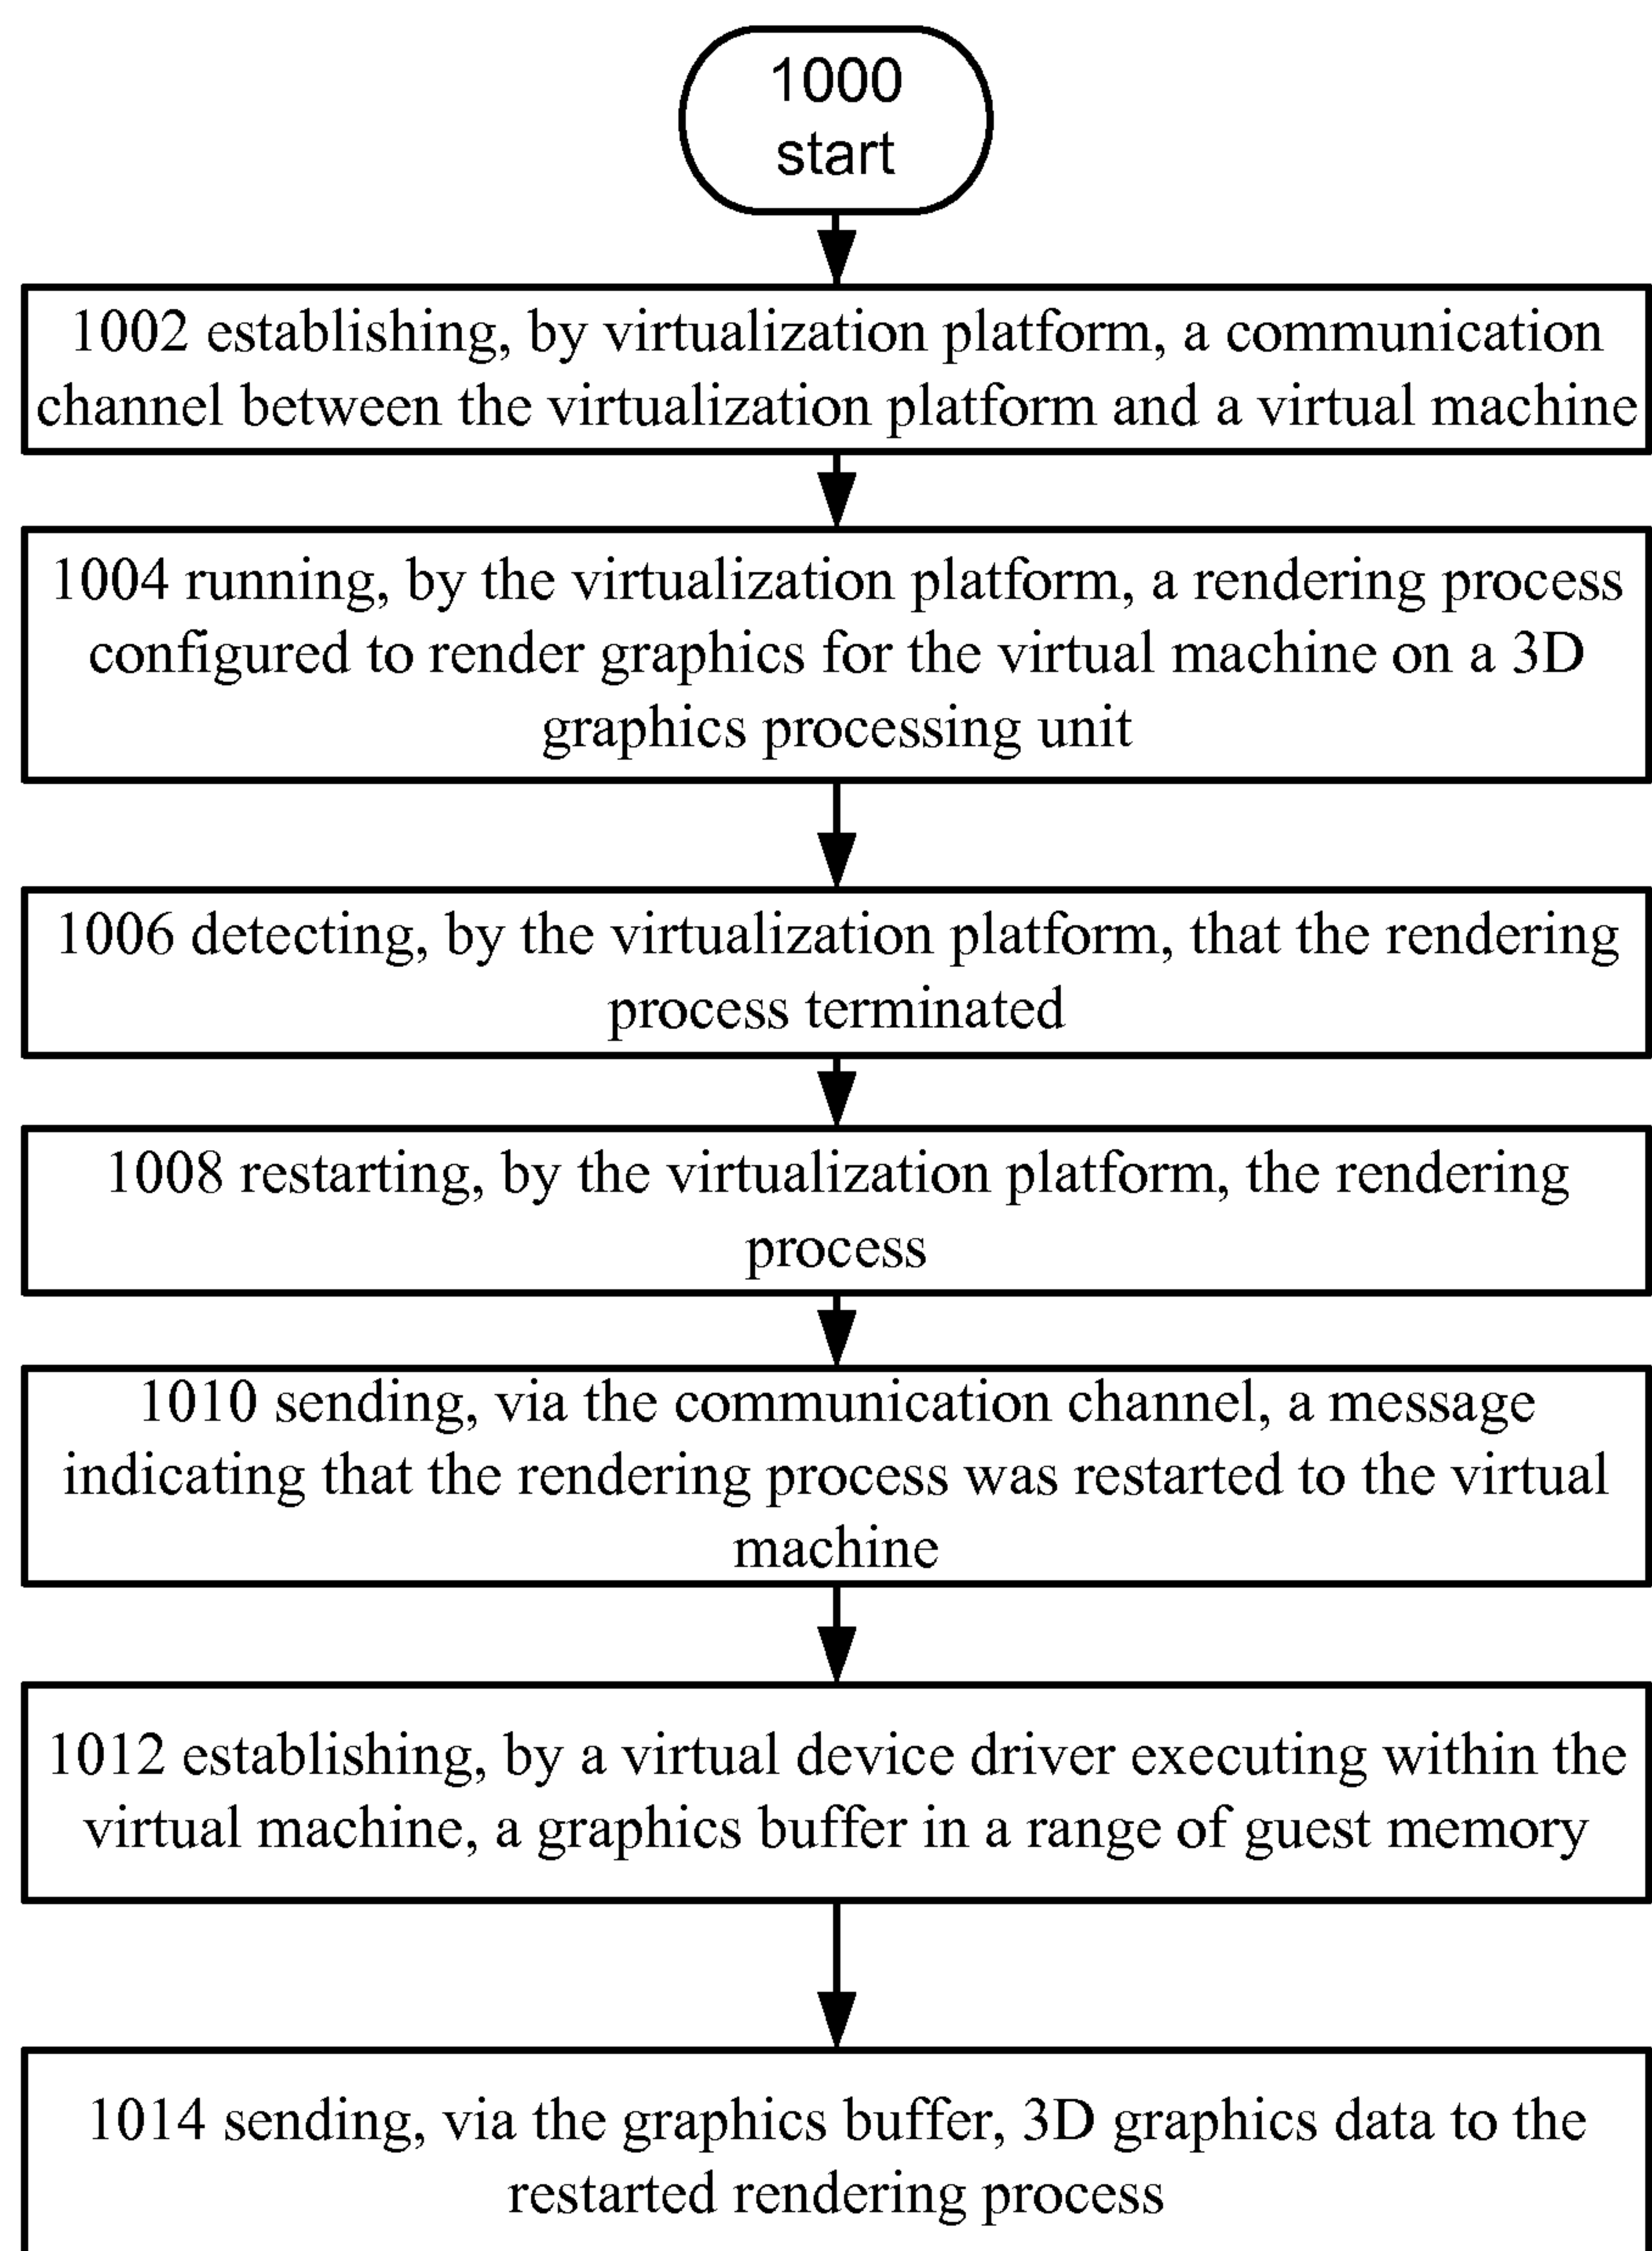 1000
start
1002 establishing, by virtualization platform, a communication
channel between the virtualization platform and a virtual machine
1004 running, by the virtualization platform, a rendering process
configured to render graphics for the virtual machine on a 3D
graphics processing unit
1006 detecting, by the virtualization platform, that the rendering
process terminated
1008 restarting, by the virtualization platform, the rendering
process
1010 sending, via the communication channel, a message
indicating that the rendering process was restarted to the virtual
machine
1012 establishing, by a virtual device driver executing within the
virtual machine, a graphics buffer in a range of guest memory
1014 sending, via the graphics buffer, 3D graphics data to the
restarted rendering process